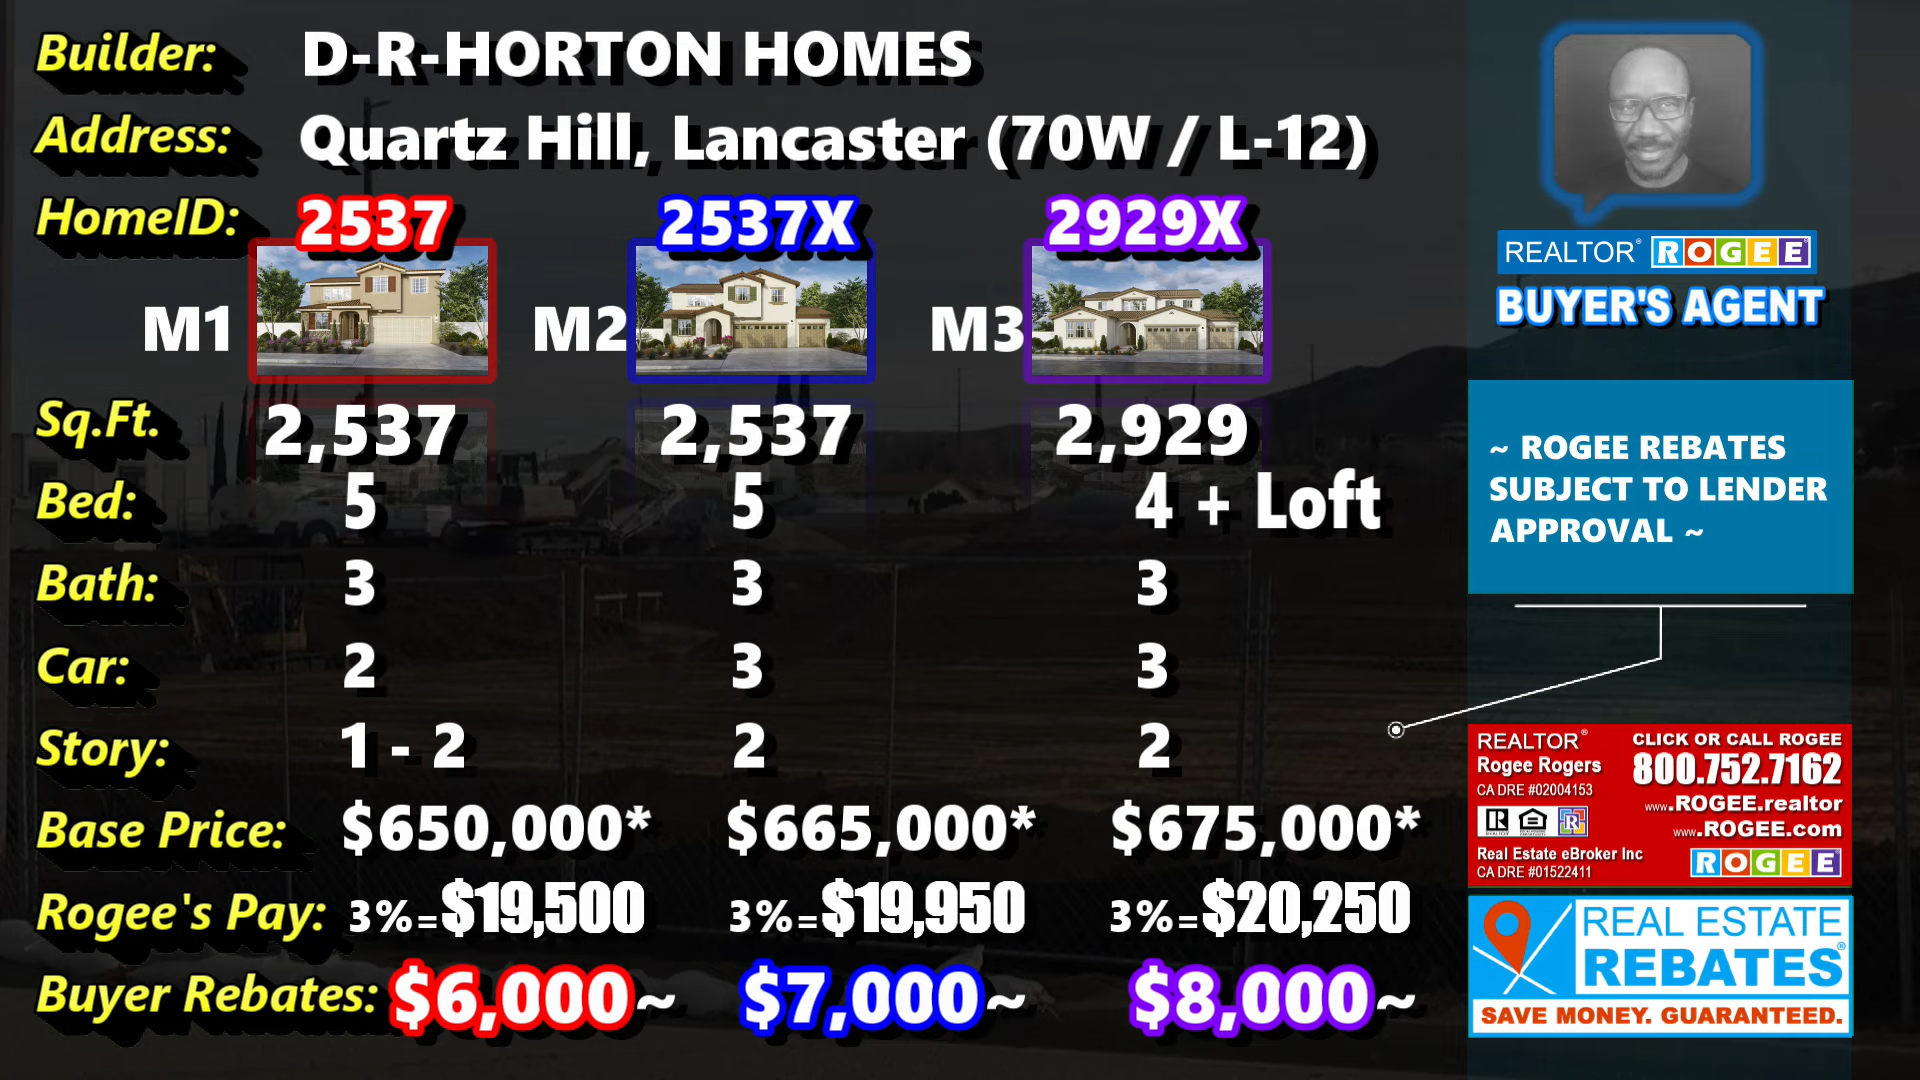 Builder: D-R-HORTON HOMES
Address: Quartz Hill, Lancaster (70W / L-12)
HomeID: 2537 2537X 2929X
M1 M2 M3
Sq.Ft. 2,537 2,537 2,929
Bed: 5 5 4 + Loft
Bath: 3 3 3
Car: 2 3 3
Story: 1 - 2 2 2
Base Price: $650,000* $665,000* $675,000*
Rogee's Pay: 3%=$19,500 3%=$19,950 3%=$20,250
Buyer Rebates: $6,000~ $7,000~ $8,000~
REALTOR® ROGEE®
BUYER'S AGENT
~ ROGEE REBATES
SUBJECT TO LENDER
APPROVAL ~
REALTOR®
Rogee Rogers
CA DRE #02004153
Real Estate eBroker Inc
CA DRE #01522411
CLICK OR CALL ROGEE
800.752.7162
www.ROGEE.realtor
www.ROGEE.com
ROGEE
REAL ESTATE
REBATES®
SAVE MONEY. GUARANTEED.